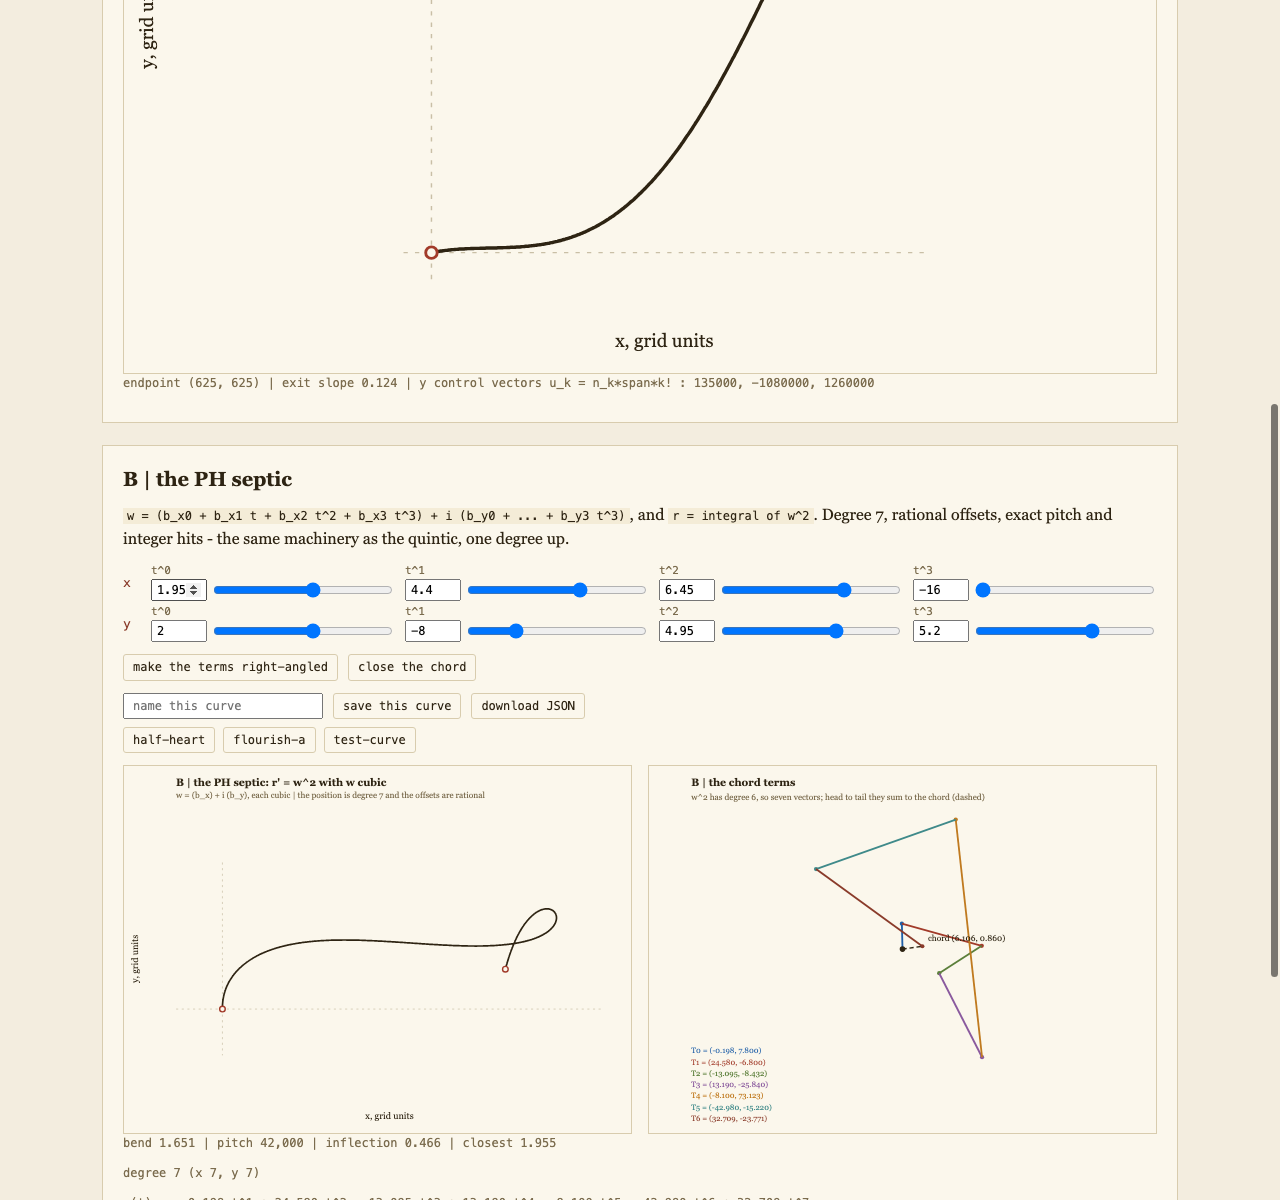 y, grid u
x, grid units
endpoint (625, 625) | exit slope 0.124 | y control vectors u_k = n_k*span*k! : 135000, −1080000, 1260000
B | the PH septic
w = (b_x0 + b_x1 t + b_x2 t^2 + b_x3 t^3) + i (b_y0 + ... + b_y3 t^3) , and r = integral of w^2 . Degree 7, rational offsets, exact pitch and
integer hits - the same machinery as the quintic, one degree up.
t^0 t^1 t^2 t^3
x 1.95 4.4 6.45 −16
t^0 t^1 t^2 t^3
y 2 −8 4.95 5.2
make the terms right−angled close the chord
name this curve save this curve download JSON
half−heart flourish−a test−curve
B | the PH septic: r' = w^2 with w cubic
w = (b_x) + i (b_y), each cubic | the position is degree 7 and the offsets are rational
y, grid units
x, grid units
B | the chord terms
w^2 has degree 6, so seven vectors; head to tail they sum to the chord (dashed)
chord (6.106, 0.860)
T0 = (-0.198, 7.800)
T1 = (24.580, -6.800)
T2 = (-13.095, -8.432)
T3 = (13.190, -25.840)
T4 = (-8.100, 73.123)
T5 = (-42.980, -15.220)
T6 = (32.709, -23.771)
bend 1.651 | pitch 42,000 | inflection 0.466 | closest 1.955
degree 7 (x 7, y 7)